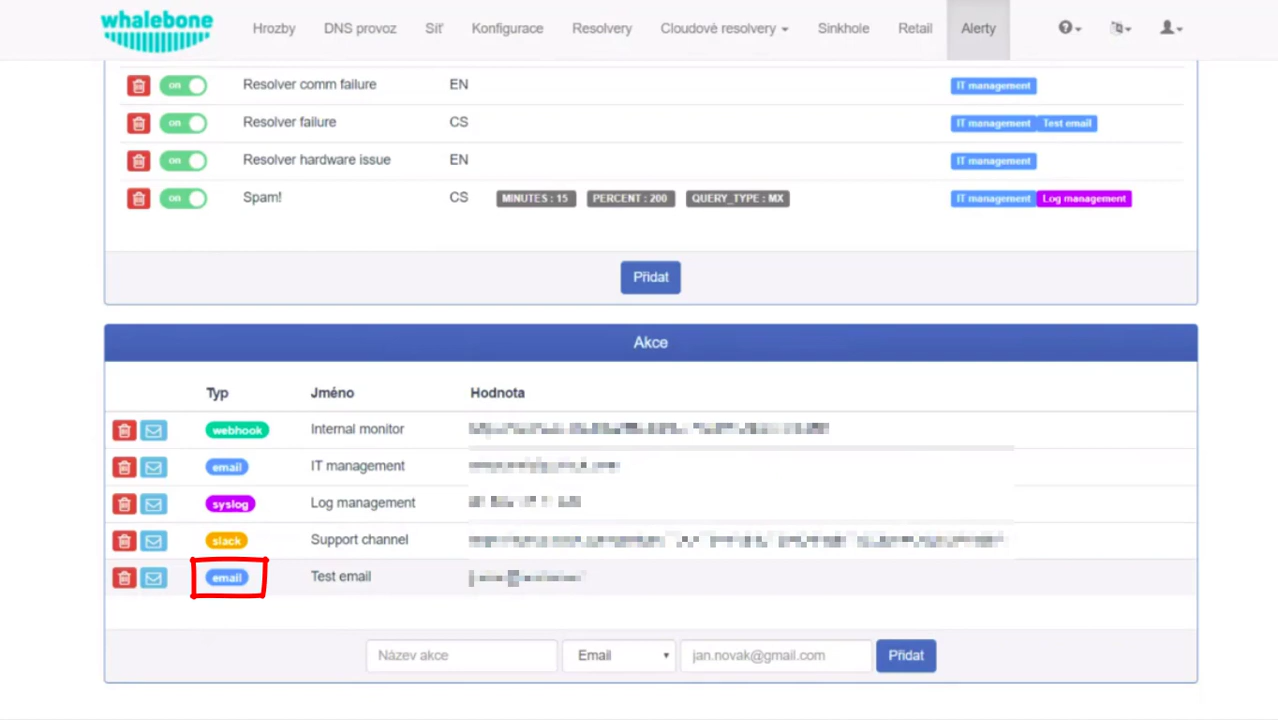 whalebone Hrozby DNS provoz Síť Konfigurace Resolvery Cloudové resolvery Sinkhole Retail Alerty
on Resolver comm failure EN IT management
on Resolver failure CS IT management Test email
on Resolver hardware issue EN IT management
on Spam! CS MINUTES : 15 PERCENT : 200 QUERY_TYPE : MX IT management Log management
Přidat
Akce
Typ Jméno Hodnota
webhook Internal monitor
email IT management
syslog Log management
slack Support channel
email Test email
Název akce Email jan.novak@gmail.com Přidat